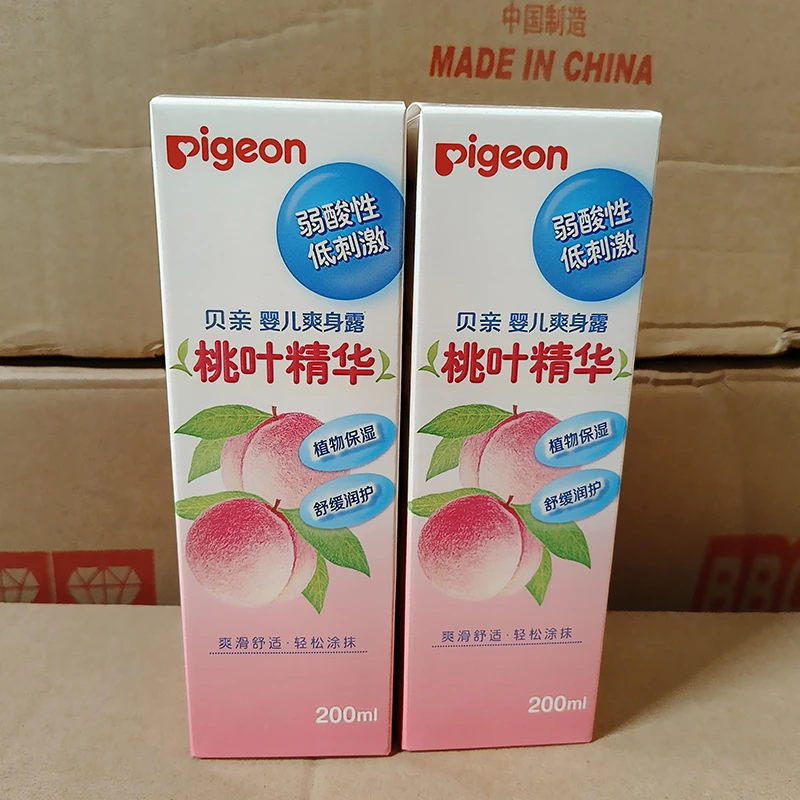 中国制造
MADE IN CHINA
pigeon
弱酸性
低刺激
贝亲 婴儿爽身露
桃叶精华
植物保湿
舒缓润护
爽滑舒适·轻松涂抹
200ml
pigeon
弱酸性
低刺激
贝亲 婴儿爽身露
桃叶精华
植物保湿
舒缓润护
爽滑舒适·轻松涂抹
200ml